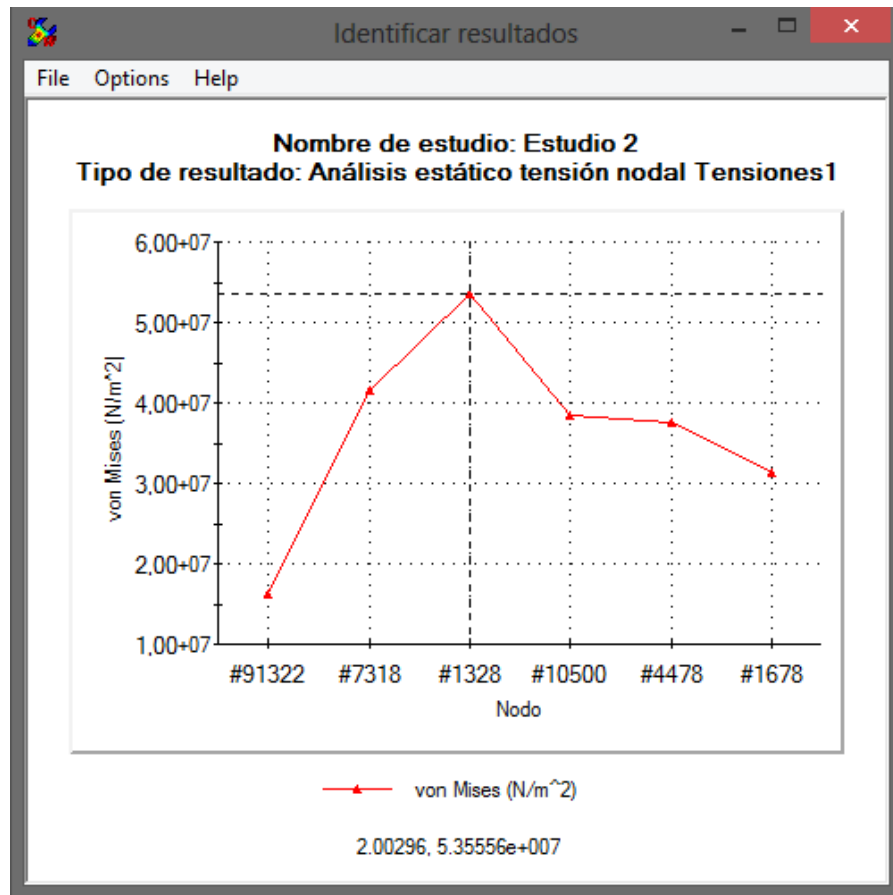 Identificar resultados
File Options Help
Nombre de estudio: Estudio 2
Tipo de resultado: Análisis estático tensión nodal Tensiones1
6,00+07
5,00+07
4,00+07
3,00+07
2,00+07
1,00+07
von Mises (N/m^2)
#91322 #7318 #1328 #10500 #4478 #1678
Nodo
von Mises (N/m^2)
2.00296, 5.35556e+007